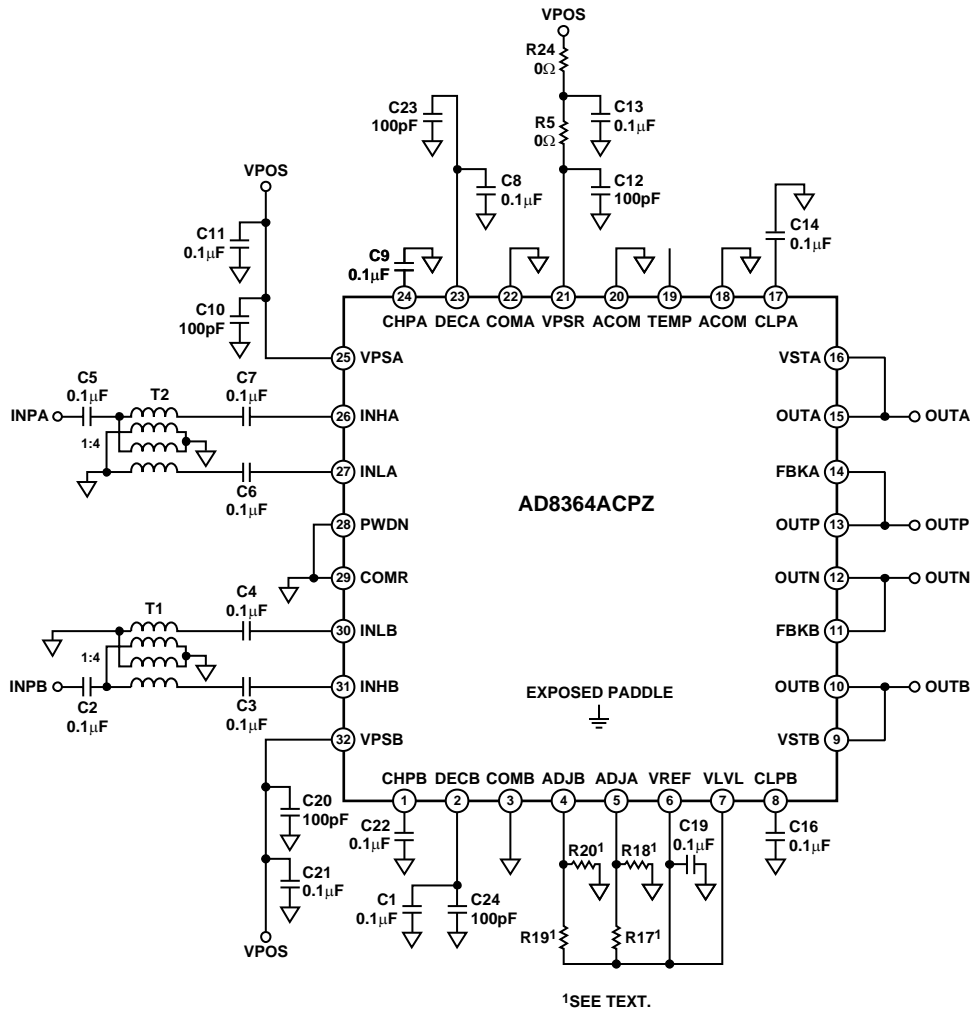 VPOS
R24
0Ω
C23
100pF
C13
0.1μF
R5
0Ω
VPOS
C8
0.1μF
C12
100pF
C11
0.1μF
C9
0.1μF
C14
0.1μF
24 23 22 21 20 19 18 17
C10
100pF
CHPA DECA COMA VPSR ACOM TEMP ACOM CLPA
25 VPSA
VSTA 16
C5
0.1μF
T2
C7
0.1μF
INPA
26 INHA
OUTA 15
OUTA
1:4
27 INLA
FBKA 14
C6
0.1μF
AD8364ACPZ
28 PWDN
OUTP 13
OUTP
29 COMR
OUTN 12
OUTN
T1
C4
0.1μF
30 INLB
FBKB 11
1:4
INPB
31 INHB
OUTB 10
OUTB
C2
0.1μF
C3
0.1μF
EXPOSED PADDLE
32 VPSB
VSTB 9
CHPB DECB COMB ADJB ADJA VREF VLVL CLPB
1 2 3 4 5 6 7 8
C20
100pF
C22
0.1μF
C19
0.1μF
C16
0.1μF
R20¹
R18¹
C21
0.1μF
C1
0.1μF
C24
100pF
R19¹
R17¹
VPOS
¹SEE TEXT.